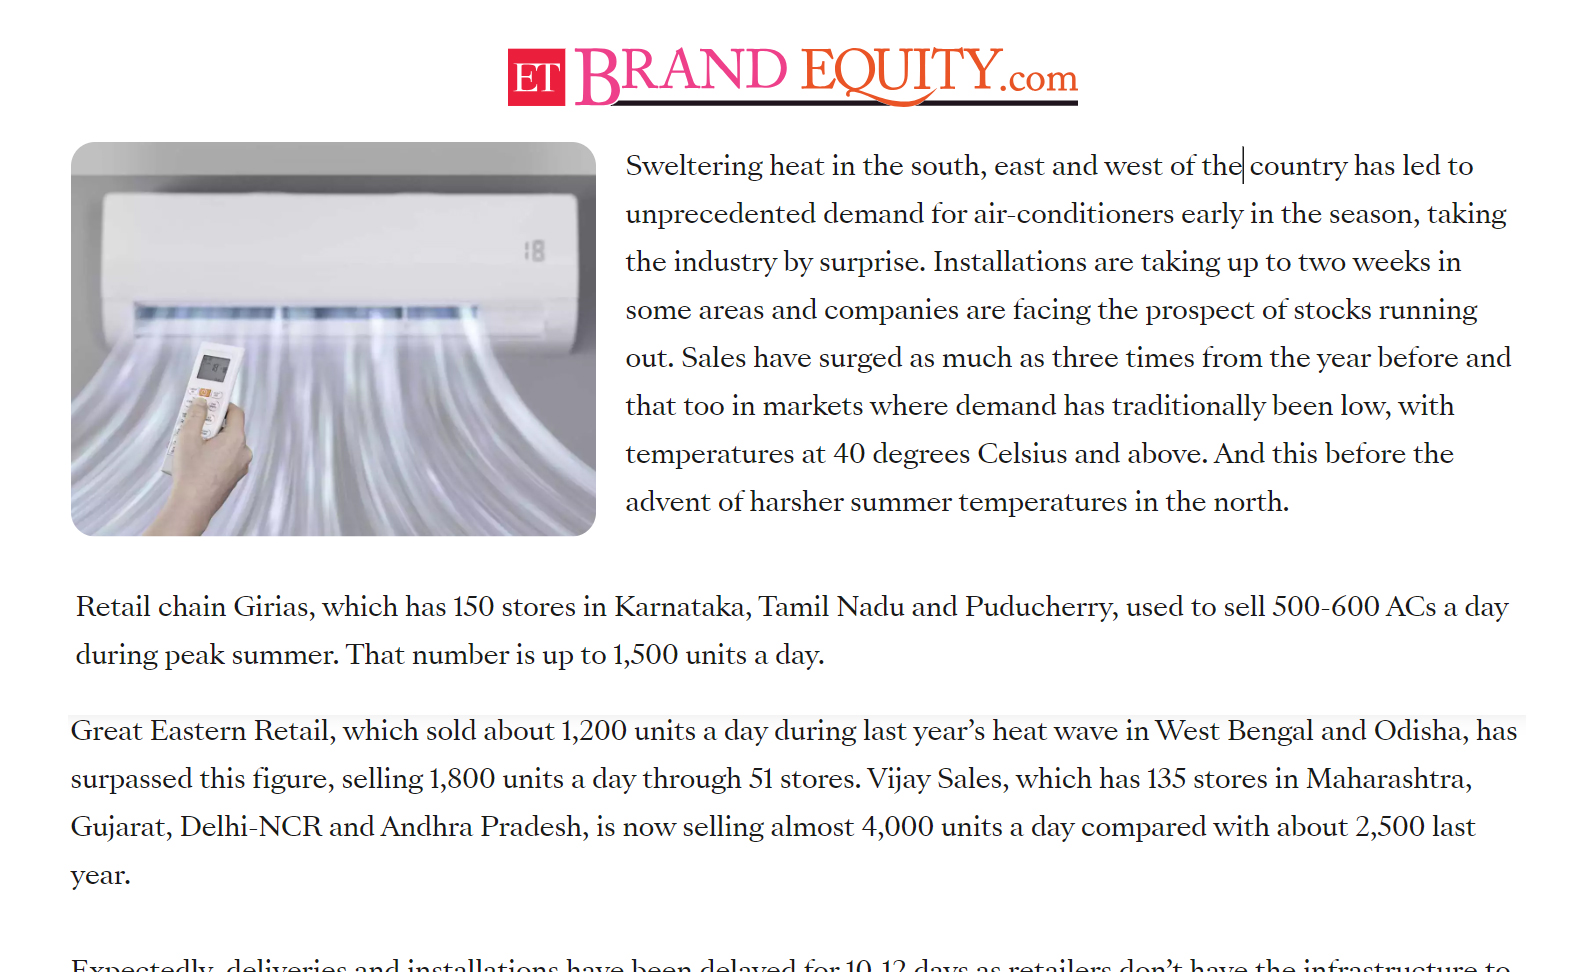 ET BRAND EQUITY.com
18
18
Sweltering heat in the south, east and west of the country has led to
unprecedented demand for air-conditioners early in the season, taking
the industry by surprise. Installations are taking up to two weeks in
some areas and companies are facing the prospect of stocks running
out. Sales have surged as much as three times from the year before and
that too in markets where demand has traditionally been low, with
temperatures at 40 degrees Celsius and above. And this before the
advent of harsher summer temperatures in the north.
Retail chain Girias, which has 150 stores in Karnataka, Tamil Nadu and Puducherry, used to sell 500-600 ACs a day
during peak summer. That number is up to 1,500 units a day.
Great Eastern Retail, which sold about 1,200 units a day during last year’s heat wave in West Bengal and Odisha, has
surpassed this figure, selling 1,800 units a day through 51 stores. Vijay Sales, which has 135 stores in Maharashtra,
Gujarat, Delhi-NCR and Andhra Pradesh, is now selling almost 4,000 units a day compared with about 2,500 last
year.
Expectedly, deliveries and installations have been delayed for 10-12 days as retailers don’t have the infrastructure to